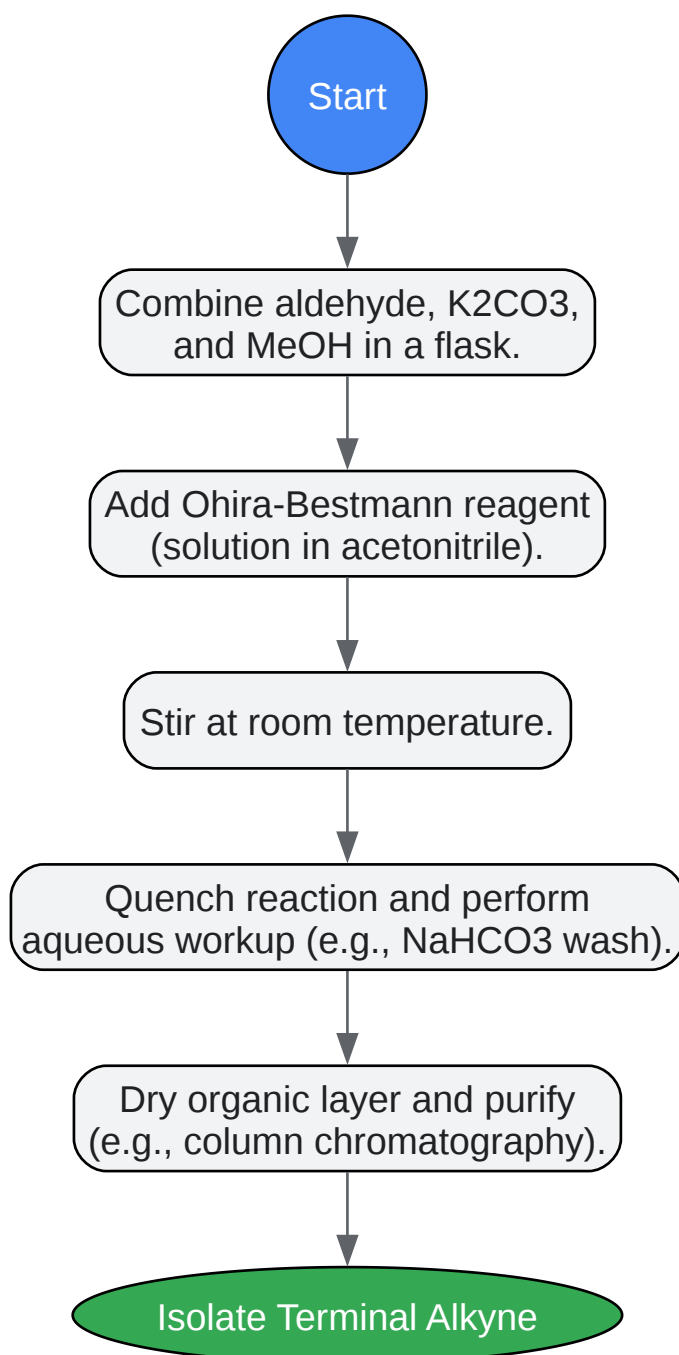 Start
Combine aldehyde, K2CO3,
and MeOH in a flask.
Add Ohira-Bestmann reagent
(solution in acetonitrile).
Stir at room temperature.
Quench reaction and perform
aqueous workup (e.g., NaHCO3 wash).
Dry organic layer and purify
(e.g., column chromatography).
Isolate Terminal Alkyne